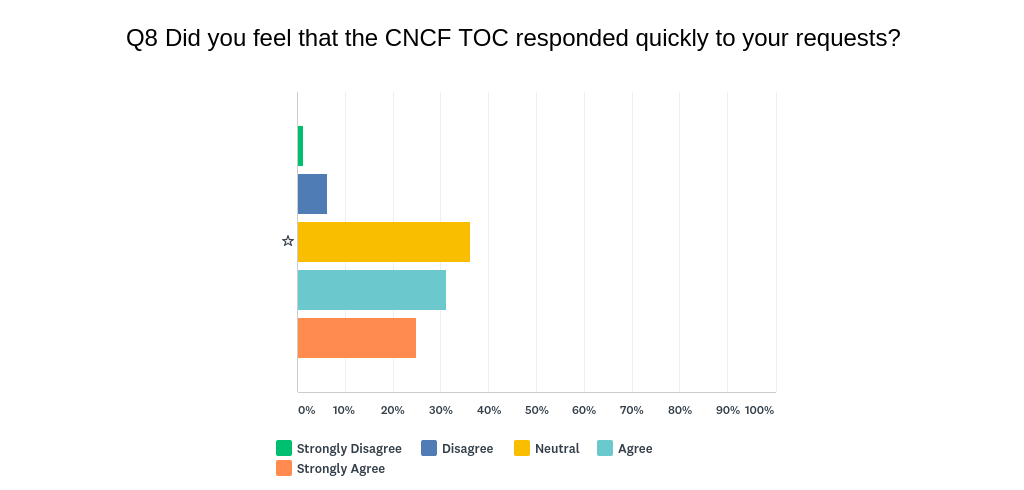 Q8 Did you feel that the CNCF TOC responded quickly to your requests?
☆
0% 10% 20% 30% 40% 50% 60% 70% 80% 90% 100%
Strongly Disagree Disagree Neutral Agree
Strongly Agree